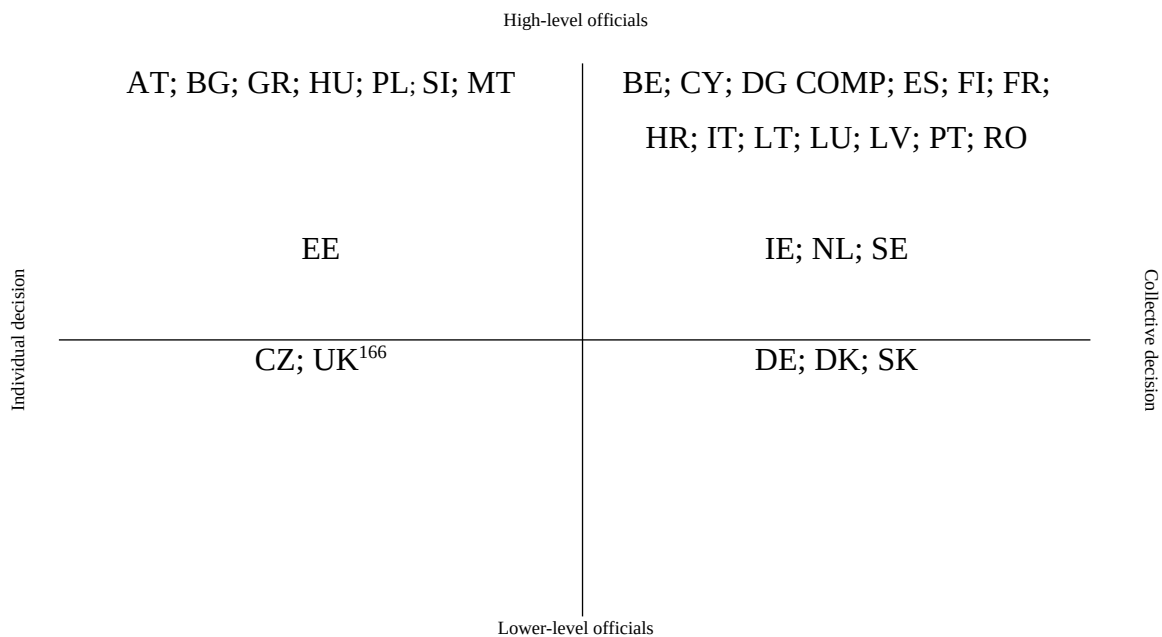 High-level officials
AT; BG; GR; HU; PL; SI; MT
BE; CY; DG COMP; ES; FI; FR;
HR; IT; LT; LU; LV; PT; RO
EE
IE; NL; SE
Individual decision
Collective decision
CZ; UK166
DE; DK; SK
Lower-level officials